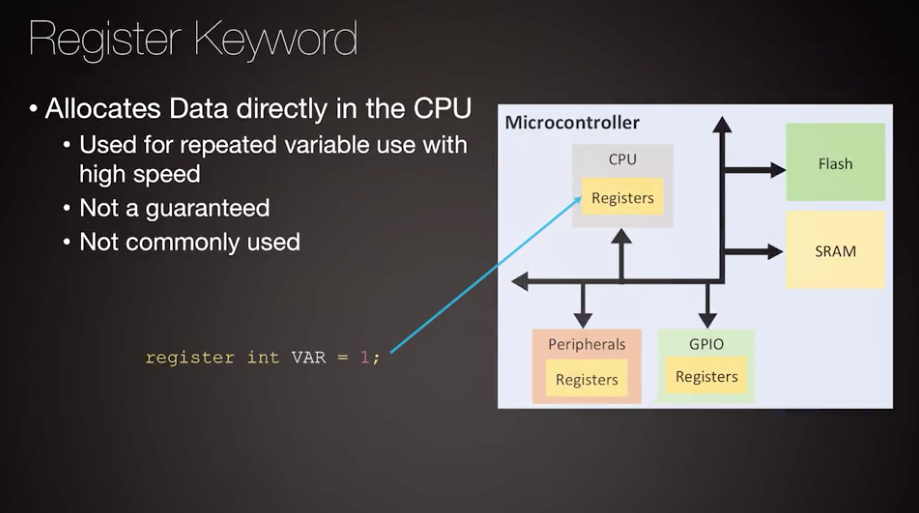 Register Keyword
• Allocates Data directly in the CPU
• Used for repeated variable use with
high speed
• Not a guaranteed
• Not commonly used
register int VAR = 1;
Microcontroller
CPU
Registers
Flash
SRAM
Peripherals
Registers
GPIO
Registers